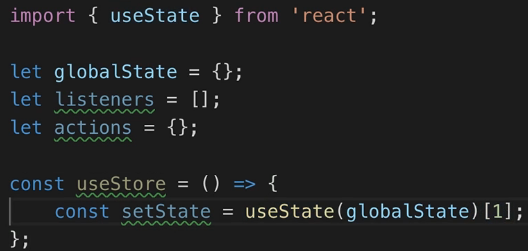 import { useState } from 'react';
let globalState = {};
let listeners = [];
let actions = {};
const useStore = () => {
const setState = useState(globalState)[1];
};